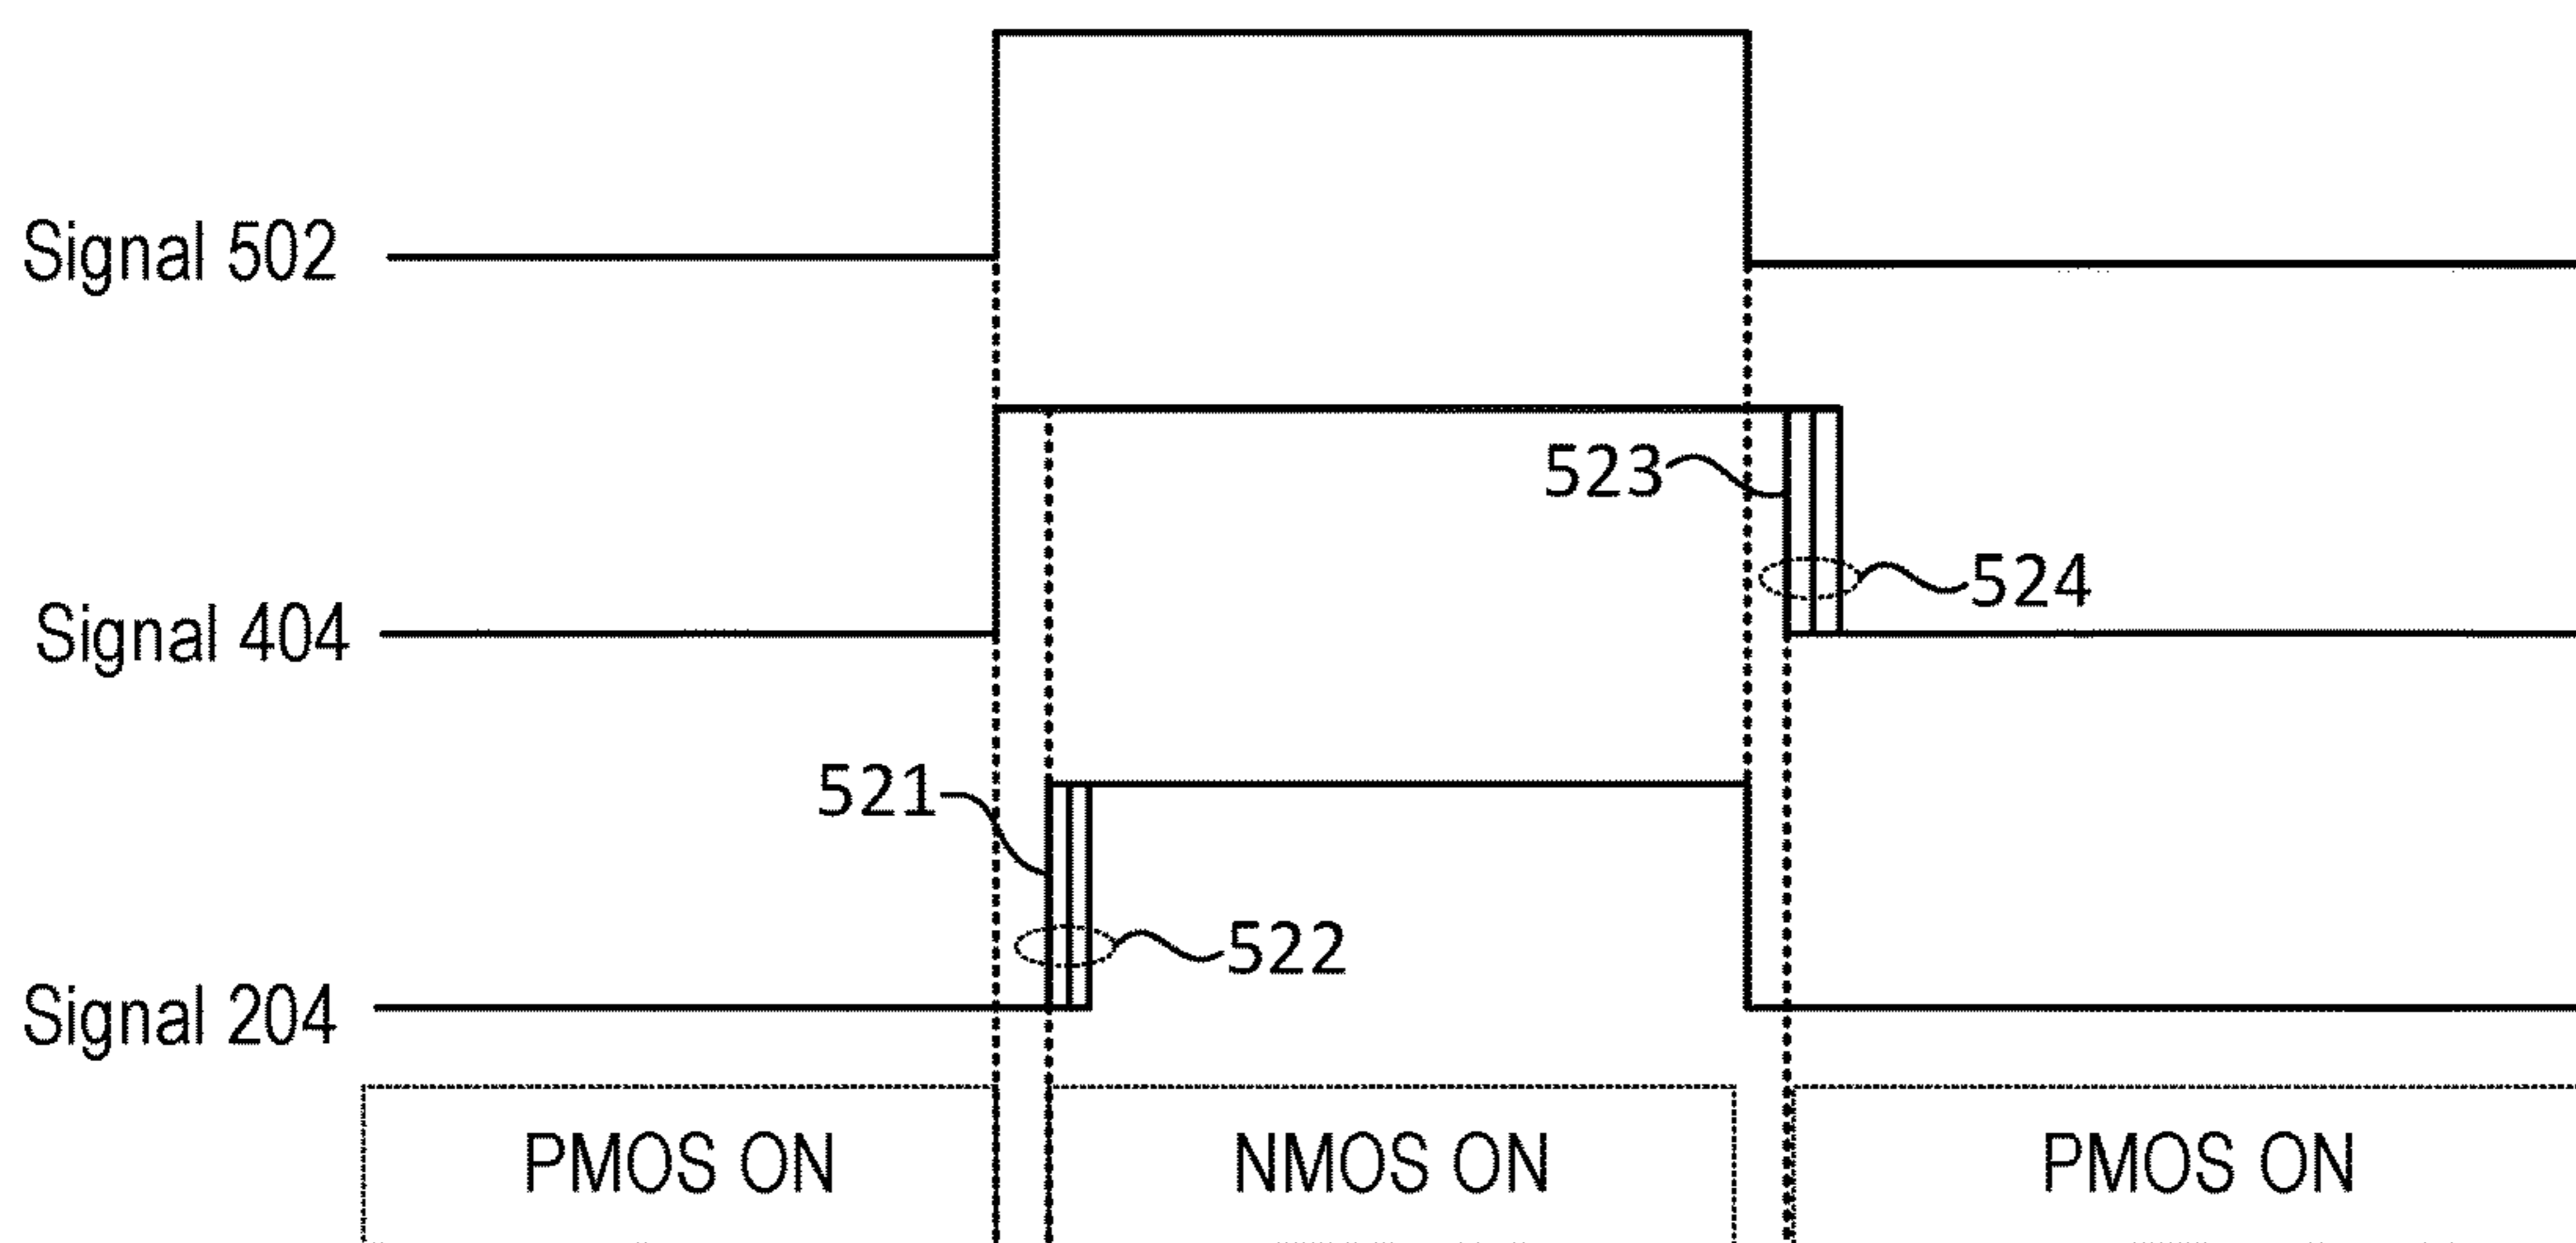 Signal 502
523
524
Signal 404
521
522
Signal 204
PMOS ON NMOS ON PMOS ON